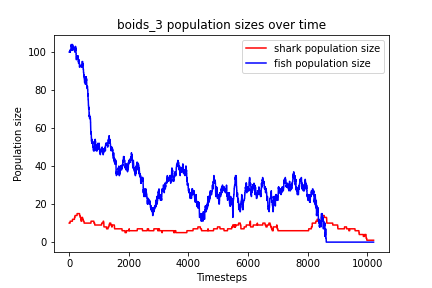 boids_3 population sizes over time
shark population size
fish population size
Population size
100
80
60
40
20
0
0
2000
4000
6000
8000
10000
Timesteps